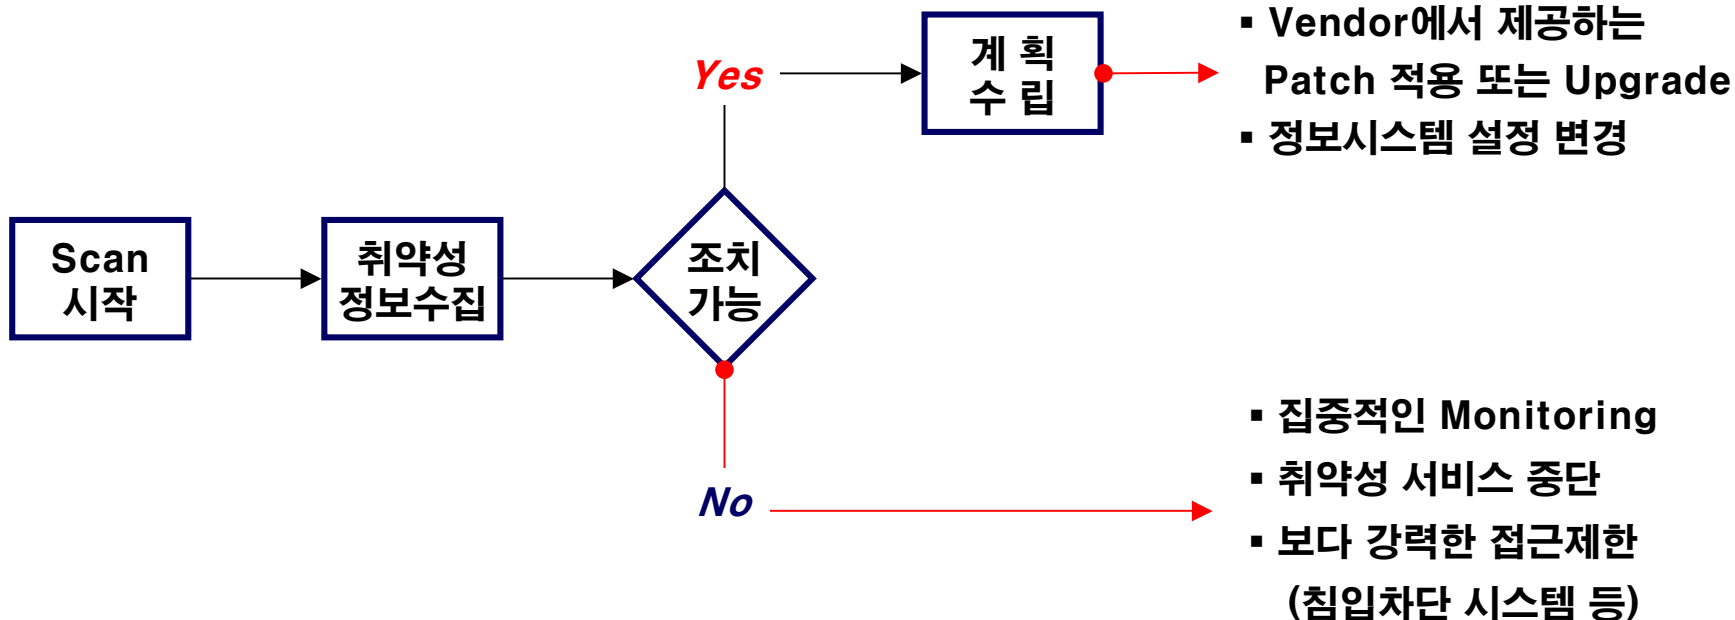 Scan
시작
취약성
정보수집
조치
가능
Yes
계 획
수 립
▪ Vendor에서 제공하는
Patch 적용 또는 Upgrade
▪ 정보시스템 설정 변경
No
▪ 집중적인 Monitoring
▪ 취약성 서비스 중단
▪ 보다 강력한 접근제한
(침입차단 시스템 등)